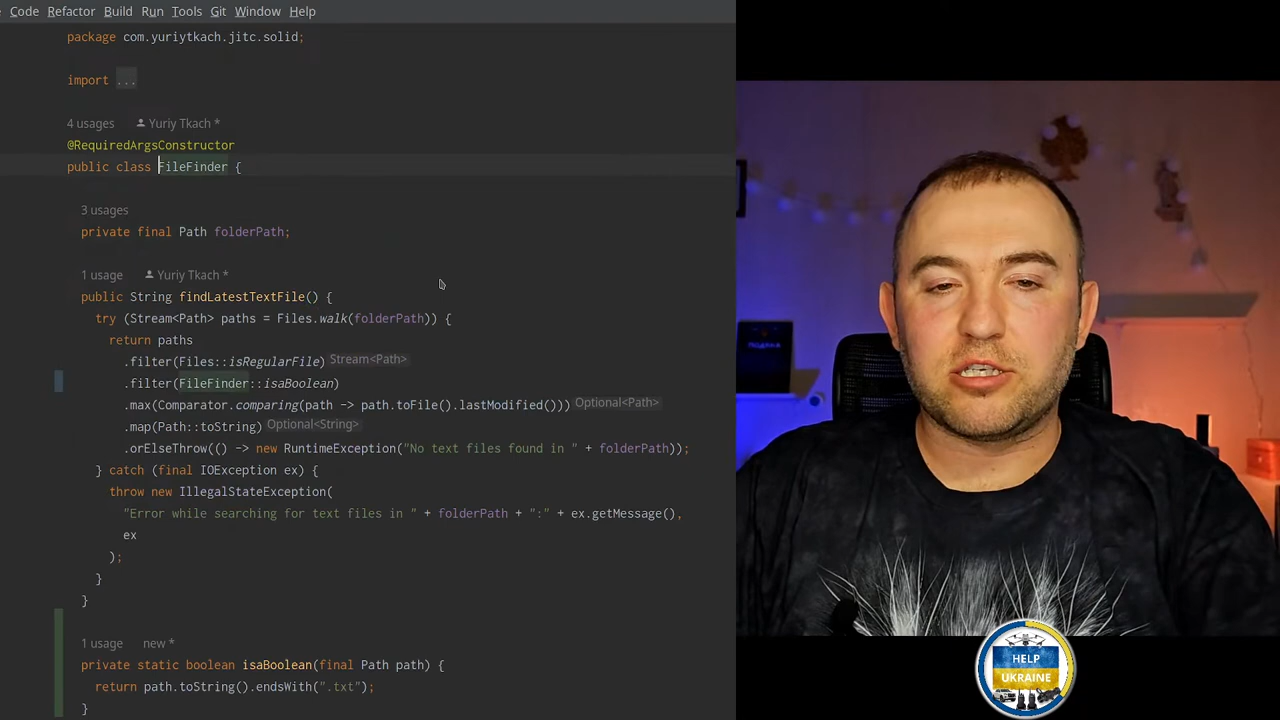 Code Refactor Build Run Tools Git Window Help
package com.yuriytkach.jitc.solid;
import ...
4 usages Yuriy Tkach *
@RequiredArgsConstructor
public class FileFinder {
3 usages
private final Path folderPath;
1 usage Yuriy Tkach *
public String findLatestTextFile() {
try (Stream<Path> paths = Files.walk(folderPath)) {
return paths
.filter(Files::isRegularFile) Stream<Path>
.filter(FileFinder::isaBoolean)
.max(Comparator.comparing(path -> path.toFile().lastModified())) Optional<Path>
.map(Path::toString) Optional<String>
.orElseThrow(() -> new RuntimeException("No text files found in " + folderPath));
} catch (final IOException ex) {
throw new IllegalStateException(
"Error while searching for text files in " + folderPath + ":" + ex.getMessage(),
ex
);
}
}
1 usage new *
private static boolean isaBoolean(final Path path) {
return path.toString().endsWith(".txt");
}
HELP
UKRAINE